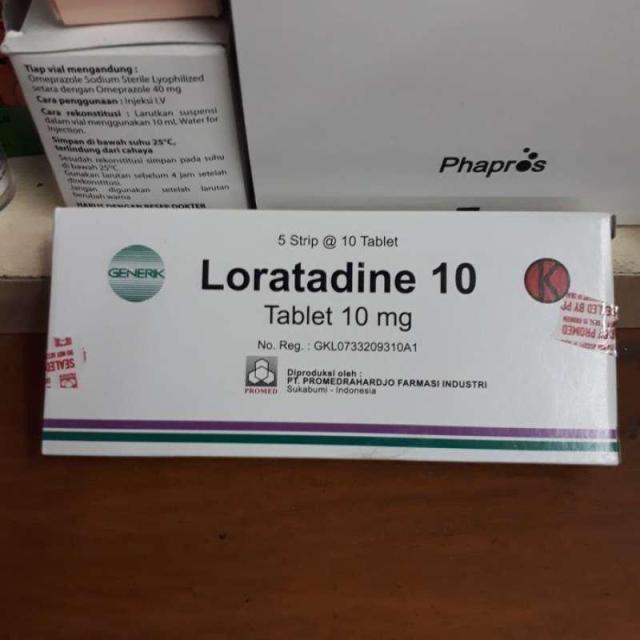 Tiap vial mengandung :
Omeprazole Sodium Sterile Lyophilized
setara dengan Omeprazole 40 mg
Cara penggunaan : Injeksi I.V
Cara rekonstitusi : Larutkan suspensi
dalam vial menggunakan 10 mL Water for
Injection.
Simpan di bawah suhu 25°C,
terlindung dari cahaya
Sesudah rekonstitusi simpan pada suhu
di bawah 25°C.
Gunakan larutan sebelum 4 jam setelah
direkonstitusi.
Jangan digunakan setelah larutan
berubah warna
HARUS DENGAN RESEP DOKTER
Phapros
5 Strip @ 10 Tablet
GENERIK
Loratadine 10
K
Tablet 10 mg
No. Reg. : GKL0733209310A1
PROMED
Diproduksi oleh :
PT. PROMEDRAHARDJO FARMASI INDUSTRI
Sukabumi - Indonesia
SEALED
SEALED BY
PROMED